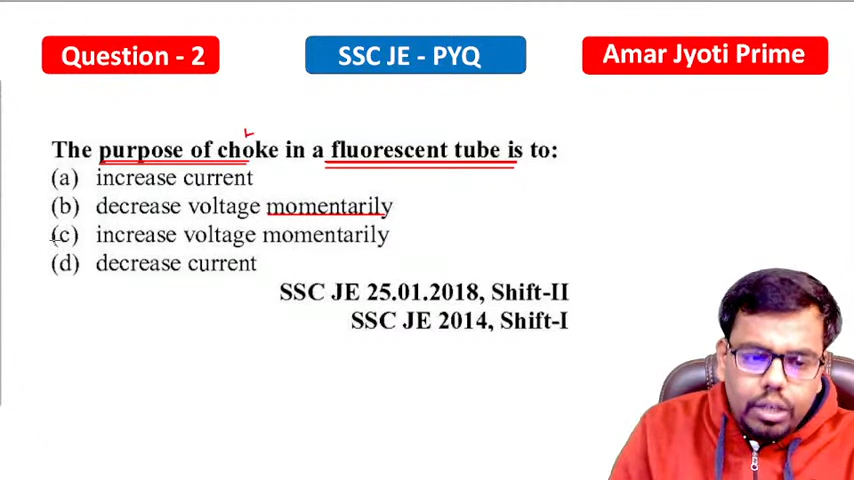 Question - 2
SSC JE - PYQ
Amar Jyoti Prime
The purpose of choke in a fluorescent tube is to:
(a) increase current
(b) decrease voltage momentarily
(c) increase voltage momentarily
(d) decrease current
SSC JE 25.01.2018, Shift-II
SSC JE 2014, Shift-I